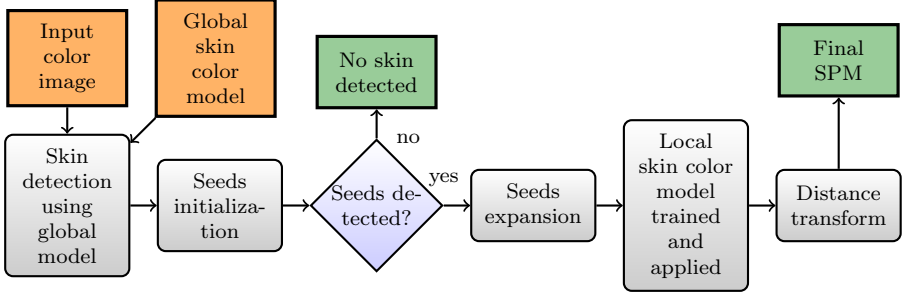 Input
color
image
Global
skin
color
model
No skin
detected
Final
SPM
no
yes
Skin
detection
using
global
model
Seeds
initializa-
tion
Seeds de-
tected?
Seeds
expansion
Local
skin color
model
trained
and
applied
Distance
transform